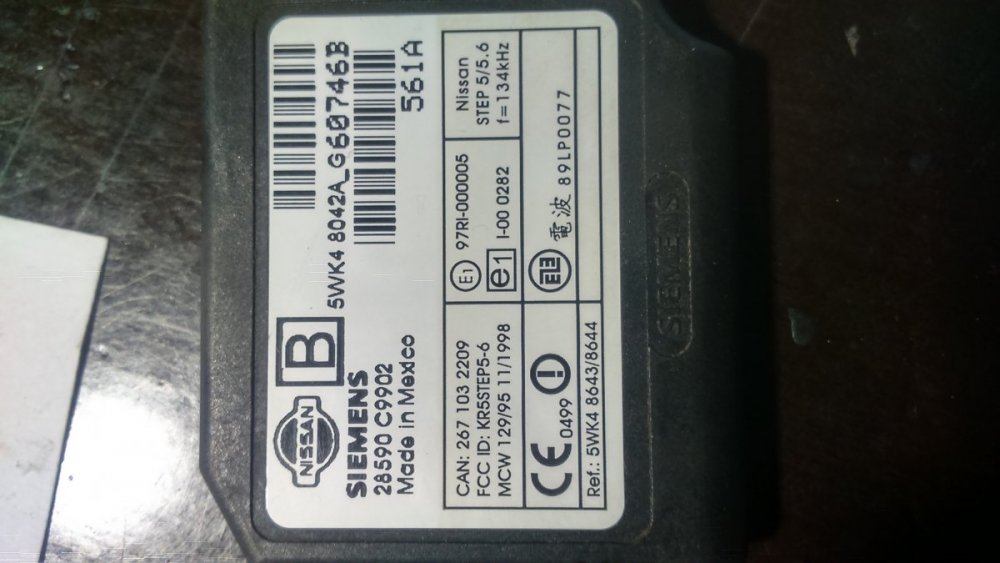 NISSAN
B
5WK4 8042A_G60746B
561A
SIEMENS
28590 C9902
Made in Mexico
CAN: 267 103 2209
FCC ID: KR5STEP5-6
MCW 129/95 11/1998
E1 97RI-000005
e1 I-00 0282
Nissan
STEP 5/5.6
f=134kHz
CE 0499
電波 89LP0077
Ref.: 5WK4 8643/8644
SIEMENS